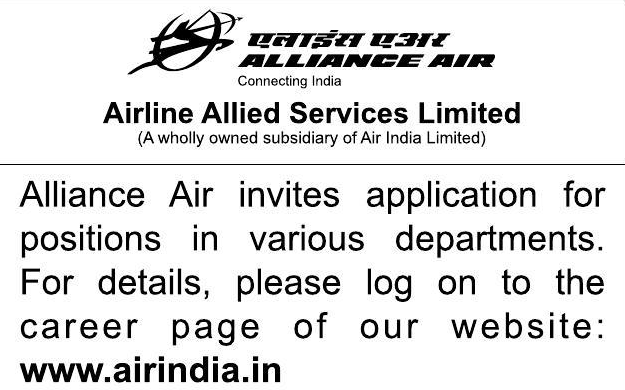 एलाइंस एअर
ALLIANCE AIR
Connecting India
Airline Allied Services Limited
(A wholly owned subsidiary of Air India Limited)
Alliance Air invites application for
positions in various departments.
For details, please log on to the
career page of our website:
www.airindia.in